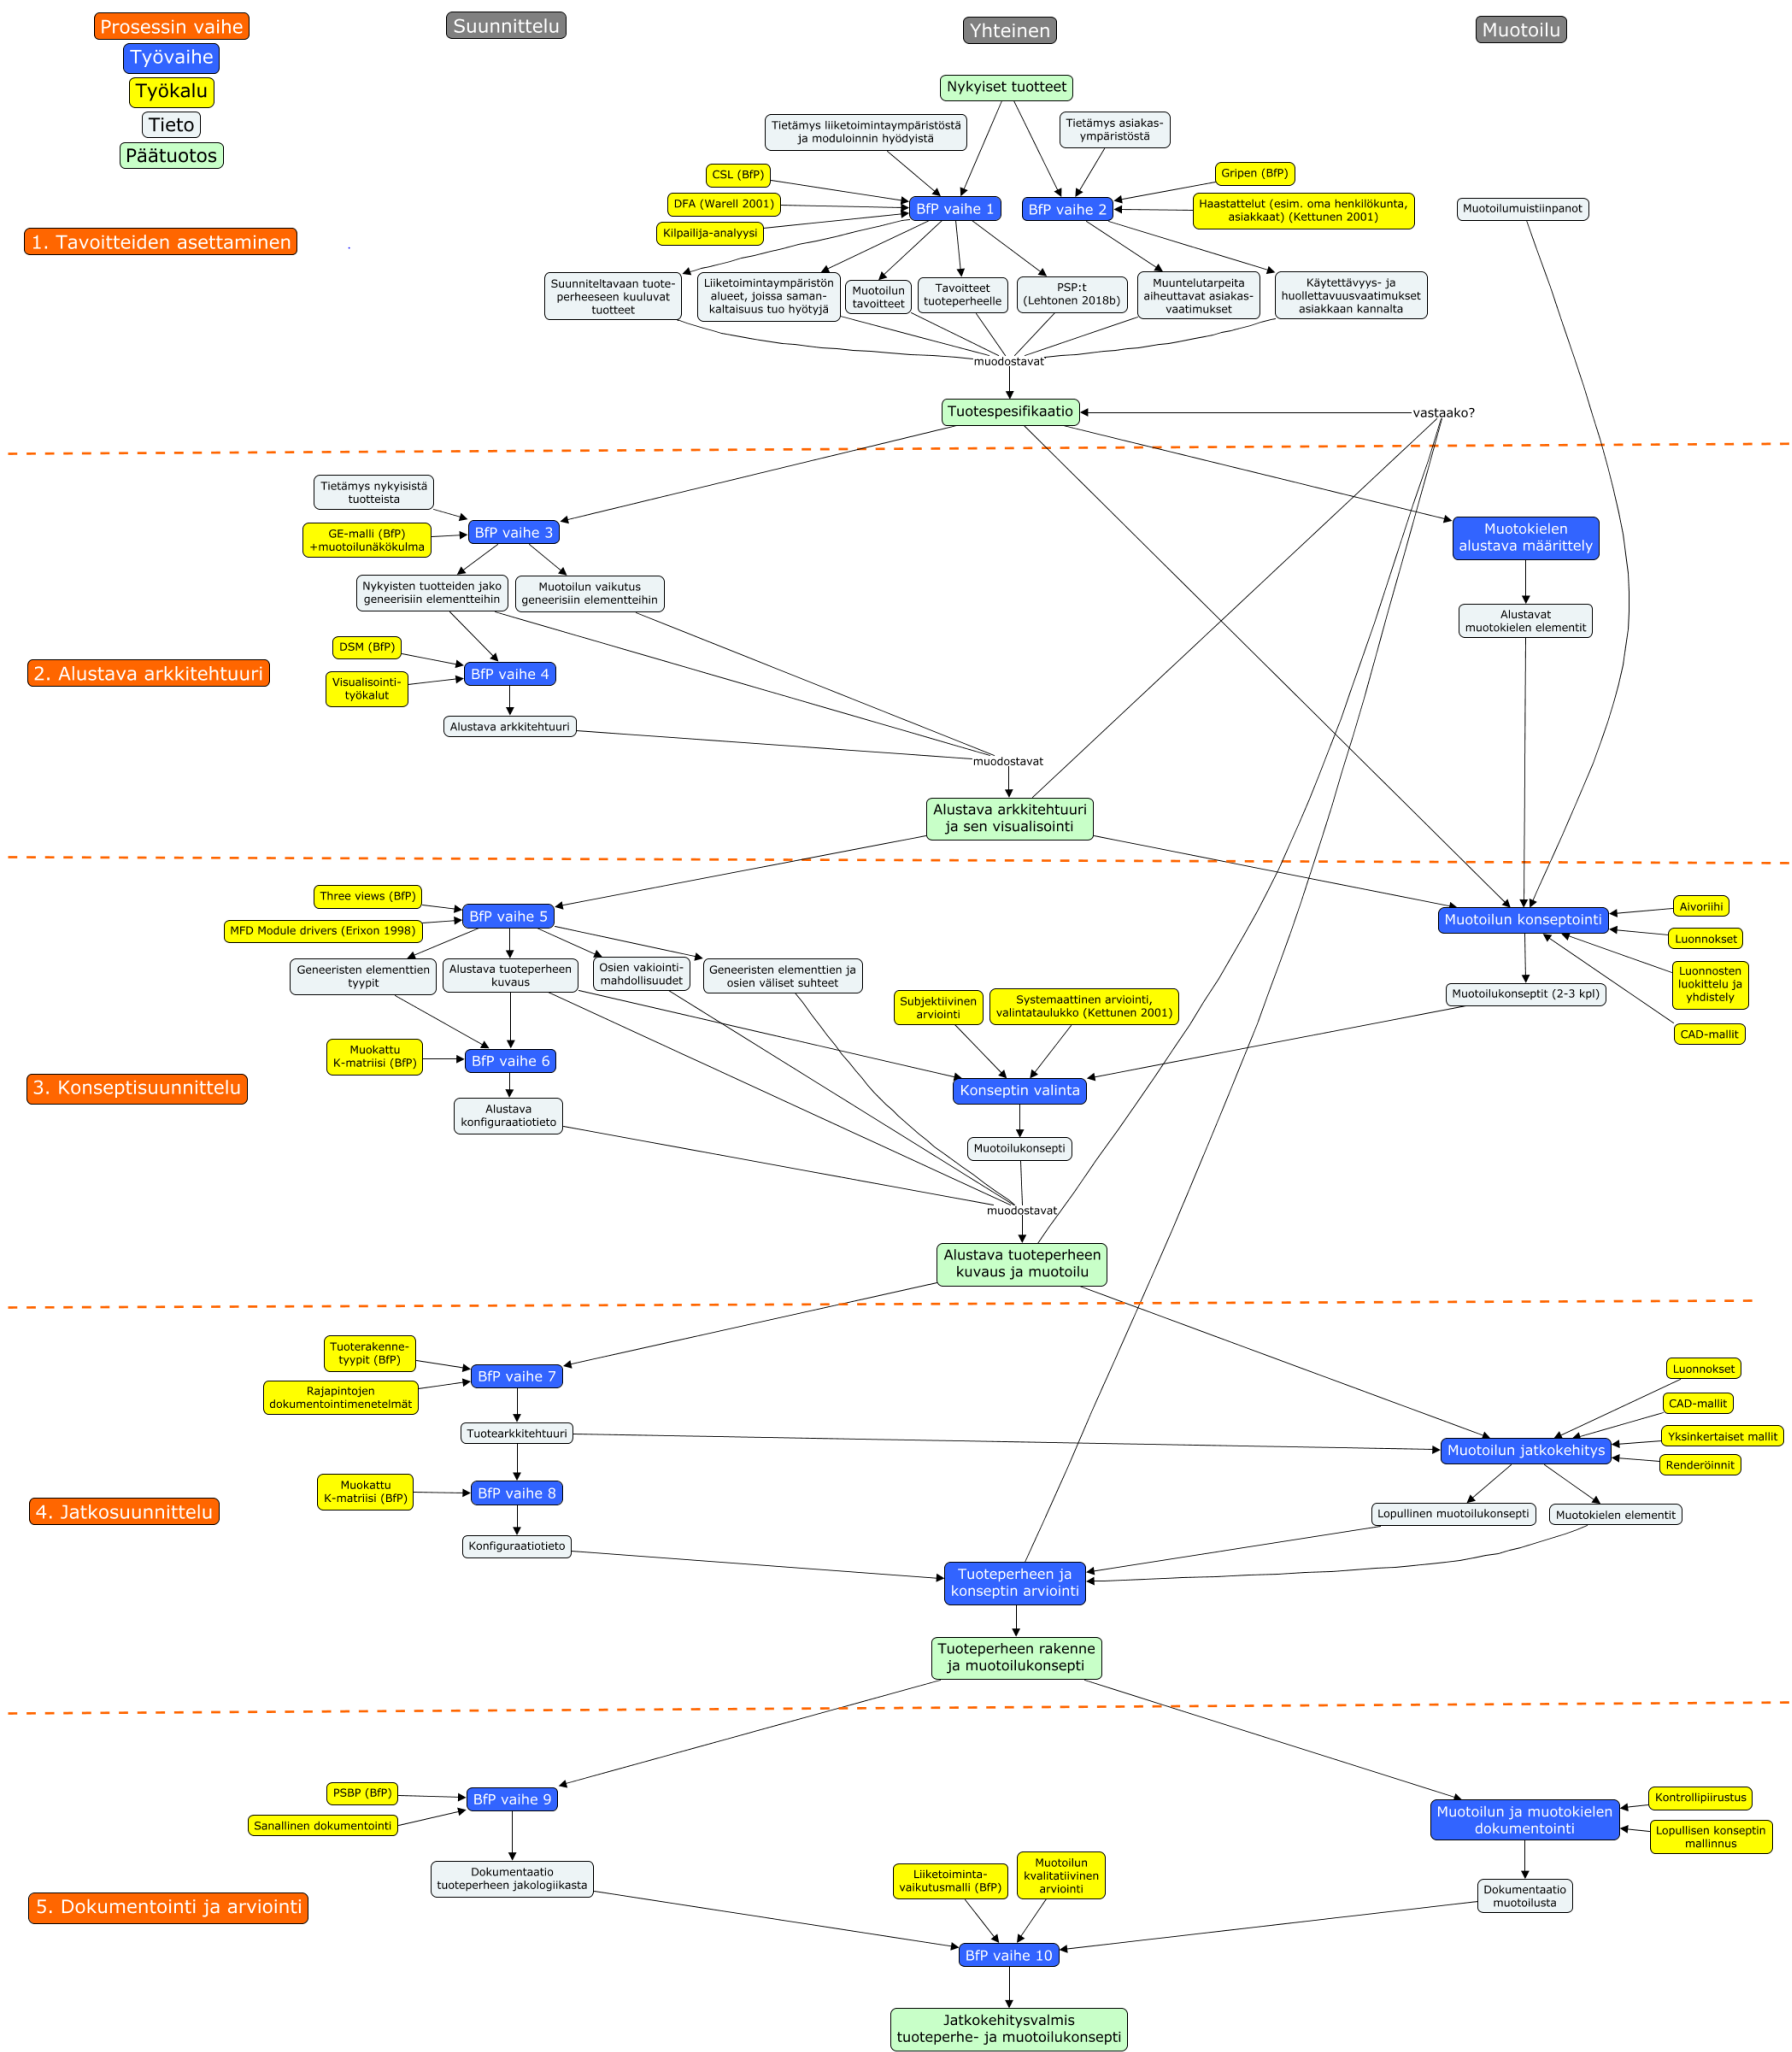 Prosessin vaihe
Työvaihe
Työkalu
Tieto
Päätuotos
Suunnittelu
Yhteinen
Muotoilu
Nykyiset tuotteet
Tietämys liiketoimintaympäristöstä
ja moduloinnin hyödyistä
Tietämys asiakas-
ympäristöstä
CSL (BfP)
DFA (Warell 2001)
Kilpailija-analyysi
BfP vaihe 1
BfP vaihe 2
Gripen (BfP)
Haastattelut (esim. oma henkilökunta,
asiakkaat) (Kettunen 2001)
Muotoilumuistiinpanot
1. Tavoitteiden asettaminen
Suunniteltavaan tuote-
perheeseen kuuluvat
tuotteet
Liiketoimintaympäristön
alueet, joissa saman-
kaltaisuus tuo hyötyjä
Muotoilun
tavoitteet
Tavoitteet
tuoteperheelle
PSP:t
(Lehtonen 2018b)
Muuntelutarpeita
aiheuttavat asiakas-
vaatimukset
Käytettävyys- ja
huollettavuusvaatimukset
asiakkaan kannalta
muodostavat
Tuotespesifikaatio
vastaako?
Tietämys nykyisistä
tuotteista
GE-malli (BfP)
+muotoilunäkökulma
BfP vaihe 3
Muotokielen
alustava määrittely
Nykyisten tuotteiden jako
geneerisiin elementteihin
Muotoilun vaikutus
geneerisiin elementteihin
Alustavat
muotokielen elementit
2. Alustava arkkitehtuuri
DSM (BfP)
Visualisointi-
työkalut
BfP vaihe 4
Alustava arkkitehtuuri
muodostavat
Alustava arkkitehtuuri
ja sen visualisointi
Three views (BfP)
MFD Module drivers (Erixon 1998)
BfP vaihe 5
Muotoilun konseptointi
Aivoriihi
Luonnokset
Luonnosten
luokittelu ja
yhdistely
CAD-mallit
Geneeristen elementtien
tyypit
Alustava tuoteperheen
kuvaus
Osien vakiointi-
mahdollisuudet
Geneeristen elementtien ja
osien väliset suhteet
Subjektiivinen
arviointi
Systemaattinen arviointi,
valintataulukko (Kettunen 2001)
Muotoilukonseptit (2-3 kpl)
3. Konseptisuunnittelu
Muokattu
K-matriisi (BfP)
BfP vaihe 6
Konseptin valinta
Alustava
konfiguraatiotieto
Muotoilukonsepti
muodostavat
Alustava tuoteperheen
kuvaus ja muotoilu
Tuoterakenne-
tyypit (BfP)
Rajapintojen
dokumentointimenetelmät
BfP vaihe 7
Tuotearkkitehtuuri
Muotoilun jatkokehitys
Luonnokset
CAD-mallit
Yksinkertaiset mallit
Renderöinnit
4. Jatkosuunnittelu
Muokattu
K-matriisi (BfP)
BfP vaihe 8
Konfiguraatiotieto
Lopullinen muotoilukonsepti
Muotokielen elementit
Tuoteperheen ja
konseptin arviointi
Tuoteperheen rakenne
ja muotoilukonsepti
PSBP (BfP)
Sanallinen dokumentointi
BfP vaihe 9
Muotoilun ja muotokielen
dokumentointi
Kontrollipiirustus
Lopullisen konseptin
mallinnus
5. Dokumentointi ja arviointi
Dokumentaatio
tuoteperheen jakologiikasta
Liiketoiminta-
vaikutusmalli (BfP)
Muotoilun
kvalitatiivinen
arviointi
Dokumentaatio
muotoilusta
BfP vaihe 10
Jatkokehitysvalmis
tuoteperhe- ja muotoilukonsepti